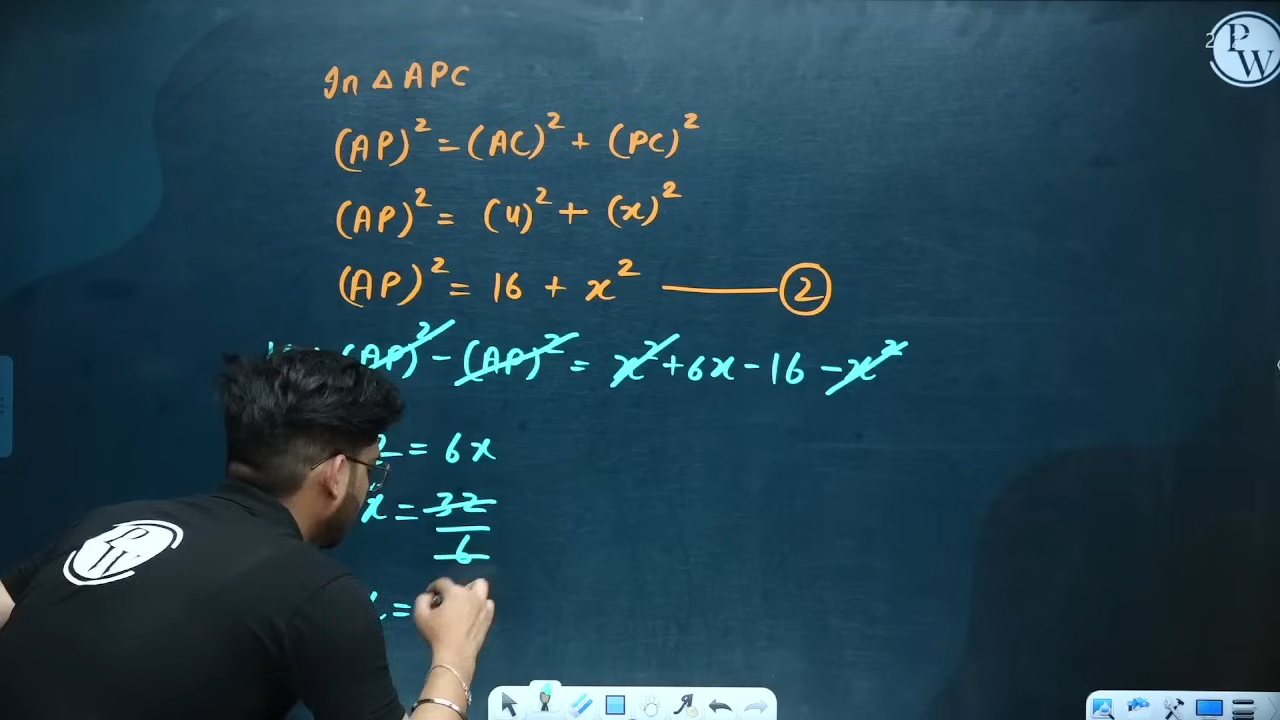 PW
In △ APC
(AP)² = (AC)² + (PC)²
(AP)² = (4)² + (x)²
(AP)² = 16 + x² ——— ②
(AP)² - (AP)² = x² + 6x - 16 - x²
= 6x
x = 32/6
=
PW